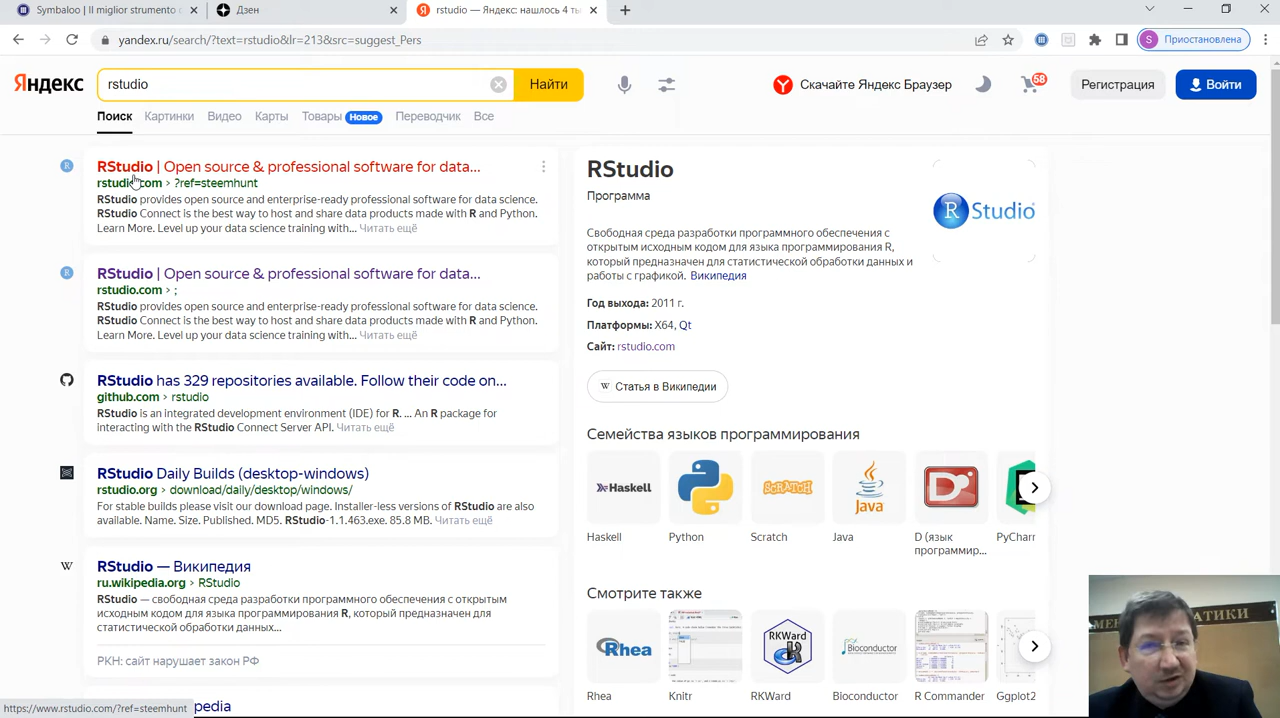 Symbaloo | Il miglior strumento d
Дзен
rstudio — Яндекс: нашлось 4 ты
yandex.ru/search/?text=rstudio&lr=213&src=suggest_Pers
S Приостановлена
Яндекс
rstudio
Найти
Скачайте Яндекс Браузер
58
Регистрация
Войти
Поиск
Картинки
Видео
Карты
Товары Новое
Переводчик
Все
RStudio | Open source & professional software for data...
rstudio.com › ?ref=steemhunt
RStudio provides open source and enterprise-ready professional software for data science.
RStudio Connect is the best way to host and share data products made with R and Python.
Learn More. Level up your data science training with... Читать ещё
RStudio | Open source & professional software for data...
rstudio.com › ;
RStudio provides open source and enterprise-ready professional software for data science.
RStudio Connect is the best way to host and share data products made with R and Python.
Learn More. Level up your data science training with... Читать ещё
RStudio has 329 repositories available. Follow their code on...
github.com › rstudio
RStudio is an integrated development environment (IDE) for R. ... An R package for
interacting with the RStudio Connect Server API. Читать ещё
RStudio Daily Builds (desktop-windows)
rstudio.org › download/daily/desktop/windows/
For stable builds please visit our download page. Installer-less versions of RStudio are also
available. Name. Size. Published. MD5. RStudio-1.1.463.exe. 85.8 MB. Читать ещё
W
RStudio — Википедия
ru.wikipedia.org › RStudio
RStudio — свободная среда разработки программного обеспечения с открытым
исходным кодом для языка программирования R, который предназначен для
статистической обработки данных...
РКН: сайт нарушает закон РФ
pedia
https://www.rstudio.com/?ref=steemhunt
RStudio
Программа
R Studio
Свободная среда разработки программного обеспечения с
открытым исходным кодом для языка программирования R,
который предназначен для статистической обработки данных и
работы с графикой. Википедия
Год выхода: 2011 г.
Платформы: X64, Qt
Сайт: rstudio.com
W Статья в Википедии
Семейства языков программирования
Haskell
SCRATCH
Java
D
Haskell
Python
Scratch
Java
D (язык
программир...
PyCharm
Смотрите также
Rhea
RKWard
Bioconductor
Rhea
Knitr
RKWard
Bioconductor
R Commander
Ggplot2